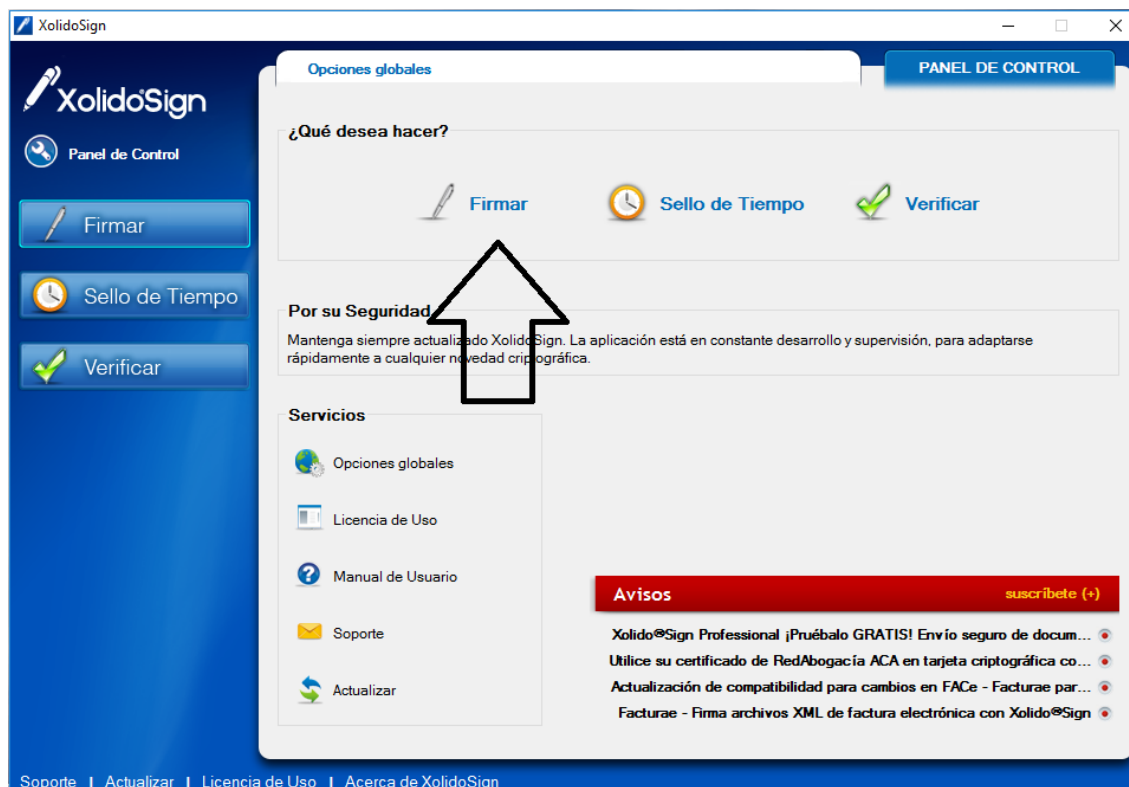 XolidoSign
XolidoSign
Panel de Control
Firmar
Sello de Tiempo
Verificar
Opciones globales
PANEL DE CONTROL
¿Qué desea hacer?
Firmar
Sello de Tiempo
Verificar
Por su Seguridad
Mantenga siempre actualizado XolidoSign. La aplicación está en constante desarrollo y supervisión, para adaptarse
rápidamente a cualquier novedad criptográfica.
Servicios
Opciones globales
Licencia de Uso
Manual de Usuario
Soporte
Actualizar
Avisos
suscríbete (+)
Xolido®Sign Professional ¡Pruébalo GRATIS! Envío seguro de docum...
Utilice su certificado de RedAbogacía ACA en tarjeta criptográfica co...
Actualización de compatibilidad para cambios en FACe - Facturae par...
Facturae - Firma archivos XML de factura electrónica con Xolido®Sign
Soporte | Actualizar | Licencia de Uso | Acerca de XolidoSign